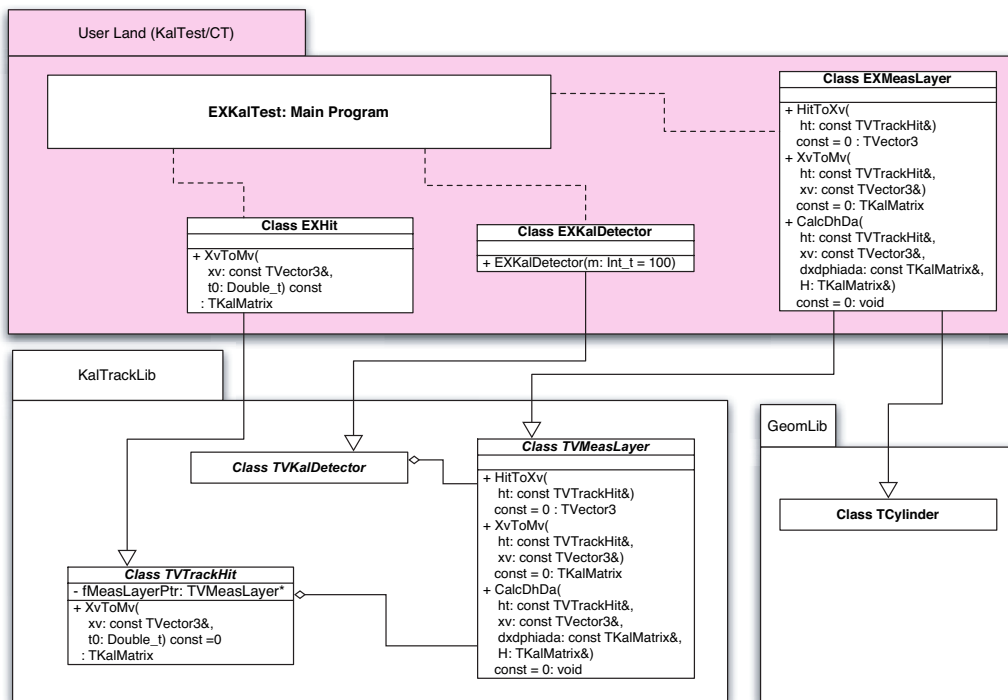 User Land (KalTest/CT)
EXKalTest: Main Program
Class EXMeasLayer
+ HitToXv(
ht: const TVTrackHit&)
const = 0 : TVector3
+ XvToMv(
ht: const TVTrackHit&,
xv: const TVector3&)
const = 0: TKalMatrix
+ CalcDhDa(
ht: const TVTrackHit&,
xv: const TVector3&,
dxdphiada: const TKalMatrix&,
H: TKalMatrix&)
const = 0: void
Class EXHit
+ XvToMv(
xv: const TVector3&,
t0: Double_t) const
: TKalMatrix
Class EXKalDetector
+ EXKalDetector(m: Int_t = 100)
KalTrackLib
Class TVKalDetector
Class TVMeasLayer
+ HitToXv(
ht: const TVTrackHit&)
const = 0 : TVector3
+ XvToMv(
ht: const TVTrackHit&,
xv: const TVector3&)
const = 0: TKalMatrix
+ CalcDhDa(
ht: const TVTrackHit&,
xv: const TVector3&,
dxdphiada: const TKalMatrix&,
H: TKalMatrix&)
const = 0: void
Class TVTrackHit
- fMeasLayerPtr: TVMeasLayer*
+ XvToMv(
xv: const TVector3&,
t0: Double_t) const =0
: TKalMatrix
GeomLib
Class TCylinder